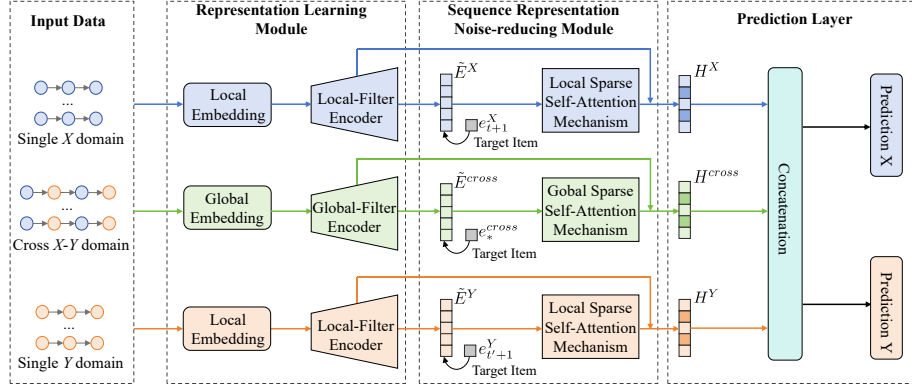 Input Data
Representation Learning
Module
Sequence Representation
Noise-reducing Module
Prediction Layer
...
Single X domain
Local
Embedding
Local-Filter
Encoder
Ẽ^X
e^X_{t+1}
Target Item
Local Sparse
Self-Attention
Mechanism
H^X
...
Cross X-Y domain
Global
Embedding
Global-Filter
Encoder
Ẽ^{cross}
e^{cross}_*
Target Item
Gobal Sparse
Self-Attention
Mechanism
H^{cross}
...
Single Y domain
Local
Embedding
Local-Filter
Encoder
Ẽ^Y
e^Y_{t'+1}
Target Item
Local Sparse
Self-Attention
Mechanism
H^Y
Concatenation
Prediction X
Prediction Y